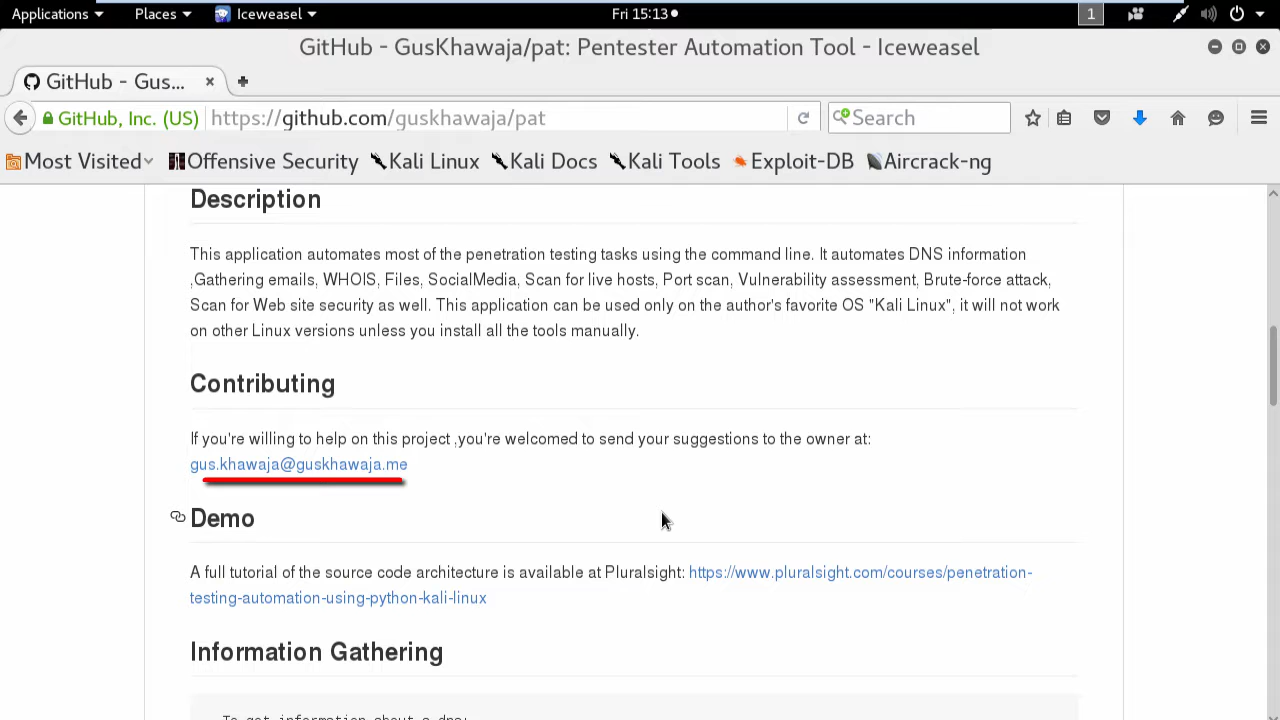 Applications Places Iceweasel Fri 15:13 1
GitHub - GusKhawaja/pat: Pentester Automation Tool - Iceweasel
GitHub - Gus...
GitHub, Inc. (US) https://github.com/guskhawaja/pat Search
Most Visited Offensive Security Kali Linux Kali Docs Kali Tools Exploit-DB Aircrack-ng
Description
This application automates most of the penetration testing tasks using the command line. It automates DNS information
,Gathering emails, WHOIS, Files, SocialMedia, Scan for live hosts, Port scan, Vulnerability assessment, Brute-force attack,
Scan for Web site security as well. This application can be used only on the author's favorite OS "Kali Linux", it will not work
on other Linux versions unless you install all the tools manually.
Contributing
If you're willing to help on this project ,you're welcomed to send your suggestions to the owner at:
gus.khawaja@guskhawaja.me
Demo
A full tutorial of the source code architecture is available at Pluralsight: https://www.pluralsight.com/courses/penetration-
testing-automation-using-python-kali-linux
Information Gathering
To get information about a dns: